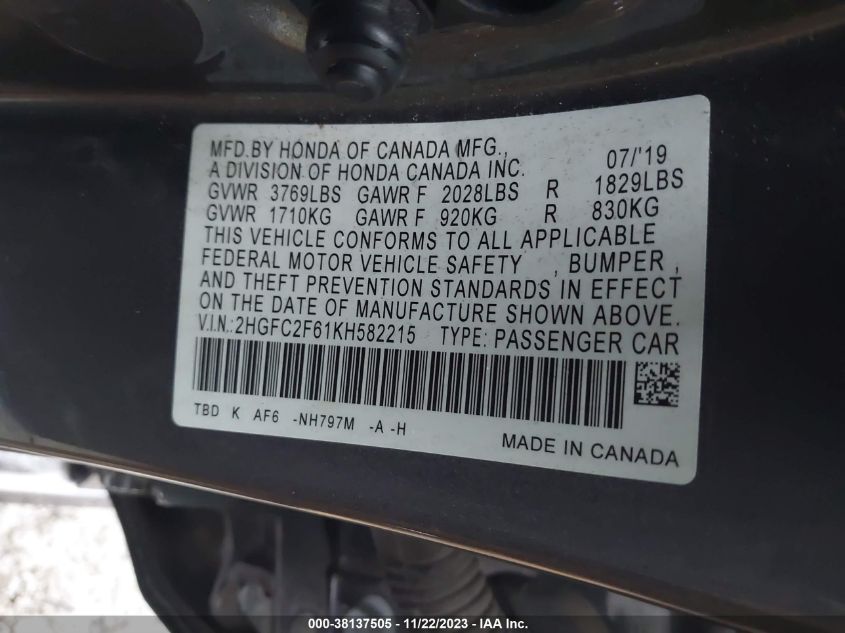 MFD.BY HONDA OF CANADA MFG., 07/'19
A DIVISION OF HONDA CANADA INC.
GVWR 3769LBS GAWR F 2028LBS R 1829LBS
GVWR 1710KG GAWR F 920KG R 830KG
THIS VEHICLE CONFORMS TO ALL APPLICABLE
FEDERAL MOTOR VEHICLE SAFETY , BUMPER ,
AND THEFT PREVENTION STANDARDS IN EFFECT
ON THE DATE OF MANUFACTURE SHOWN ABOVE.
V.I.N.:2HGFC2F61KH582215 TYPE: PASSENGER CAR
TBD K AF6 -NH797M -A -H
MADE IN CANADA
000-38137505 - 11/22/2023 - IAA Inc.